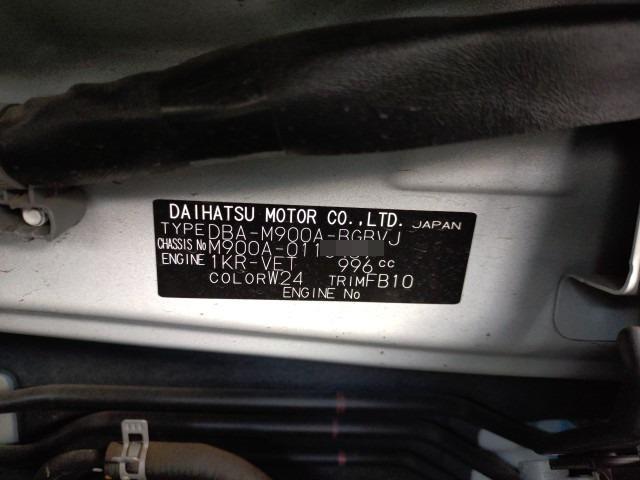 DAIHATSU MOTOR CO.,LTD. JAPAN
TYPE DBA-M900A-BGBVJ
CHASSIS No M900A-011
ENGINE 1KR-VET 996 cc
COLOR W24 TRIM FB10
ENGINE No